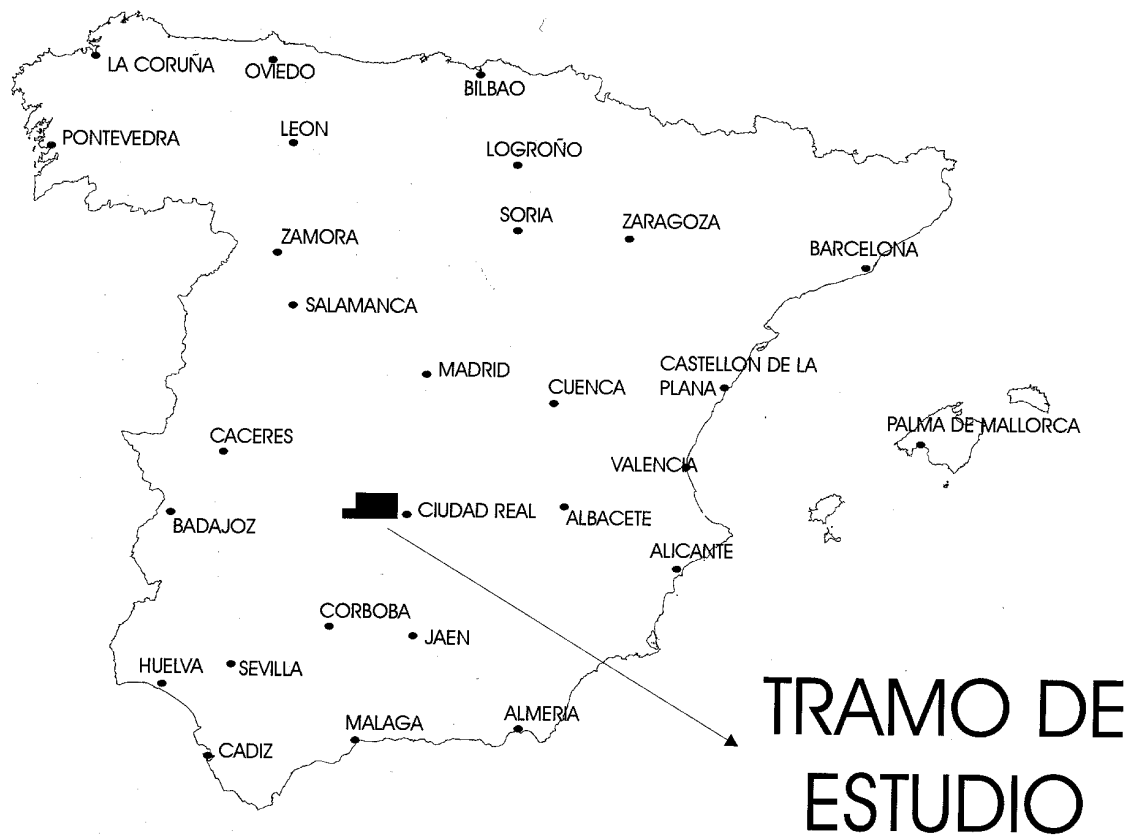 LA CORUÑA
OVIEDO
BILBAO
PONTEVEDRA
LEON
LOGROÑO
SORIA
ZARAGOZA
ZAMORA
BARCELONA
SALAMANCA
MADRID
CASTELLON DE LA
PLANA
CUENCA
PALMA DE MALLORCA
CACERES
VALENCIA
CIUDAD REAL
ALBACETE
BADAJOZ
ALICANTE
CORBOBA
JAEN
HUELVA
SEVILLA
MALAGA
ALMERIA
CADIZ
TRAMO DE
ESTUDIO